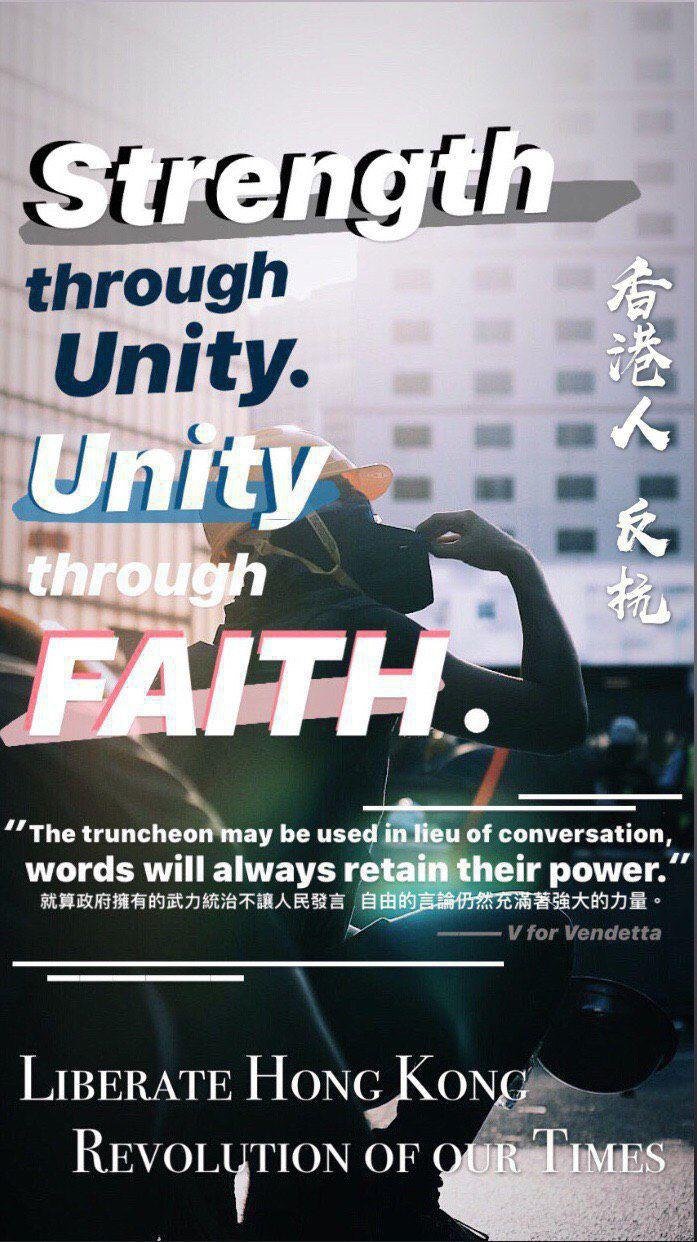 Strength
through
Unity.
Unity
through
FAITH.
香港人 反抗
"The truncheon may be used in lieu of conversation,
words will always retain their power."
就算政府擁有的武力統治不讓人民發言 自由的言論仍然充滿著強大的力量。
—— V for Vendetta
LIBERATE HONG KONG
REVOLUTION OF OUR TIMES